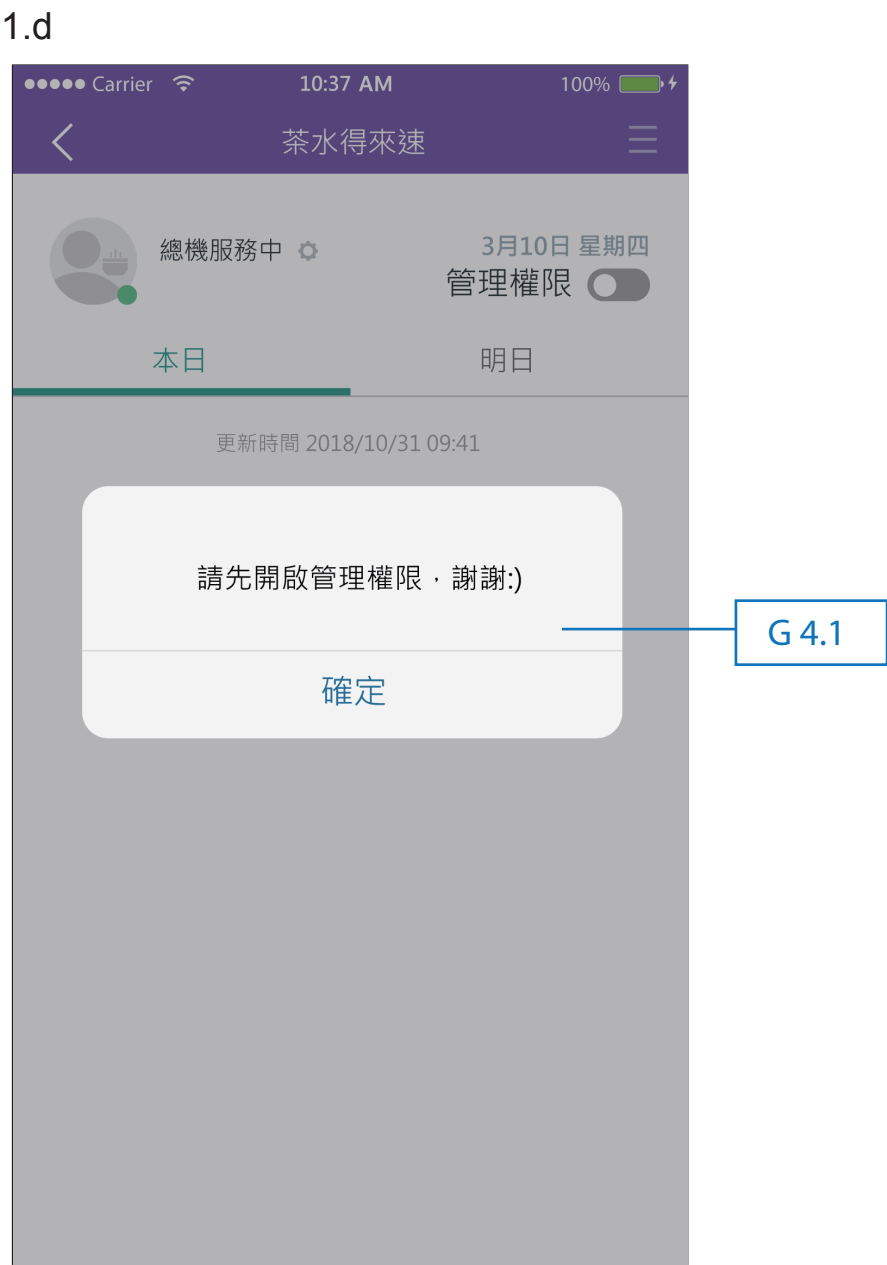 1.d
Carrier 10:37 AM 100%
茶水得來速
總機服務中
3月10日 星期四
管理權限
本日 明日
更新時間 2018/10/31 09:41
請先開啟管理權限，謝謝:)
G 4.1
確定